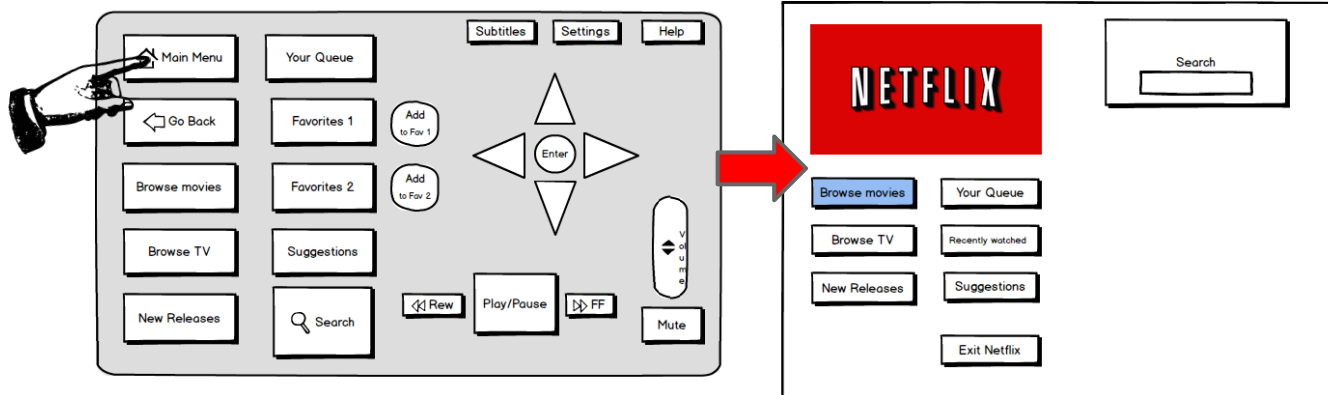 Subtitles
Settings
Help
Main Menu
Your Queue
Go Back
Favorites 1
Add
to Fav 1
Enter
Browse movies
Favorites 2
Add
to Fav 2
Browse TV
Suggestions
Volume
New Releases
Search
Rew
Play/Pause
FF
Mute
NETFLIX
Search
Browse movies
Your Queue
Browse TV
Recently watched
New Releases
Suggestions
Exit Netflix